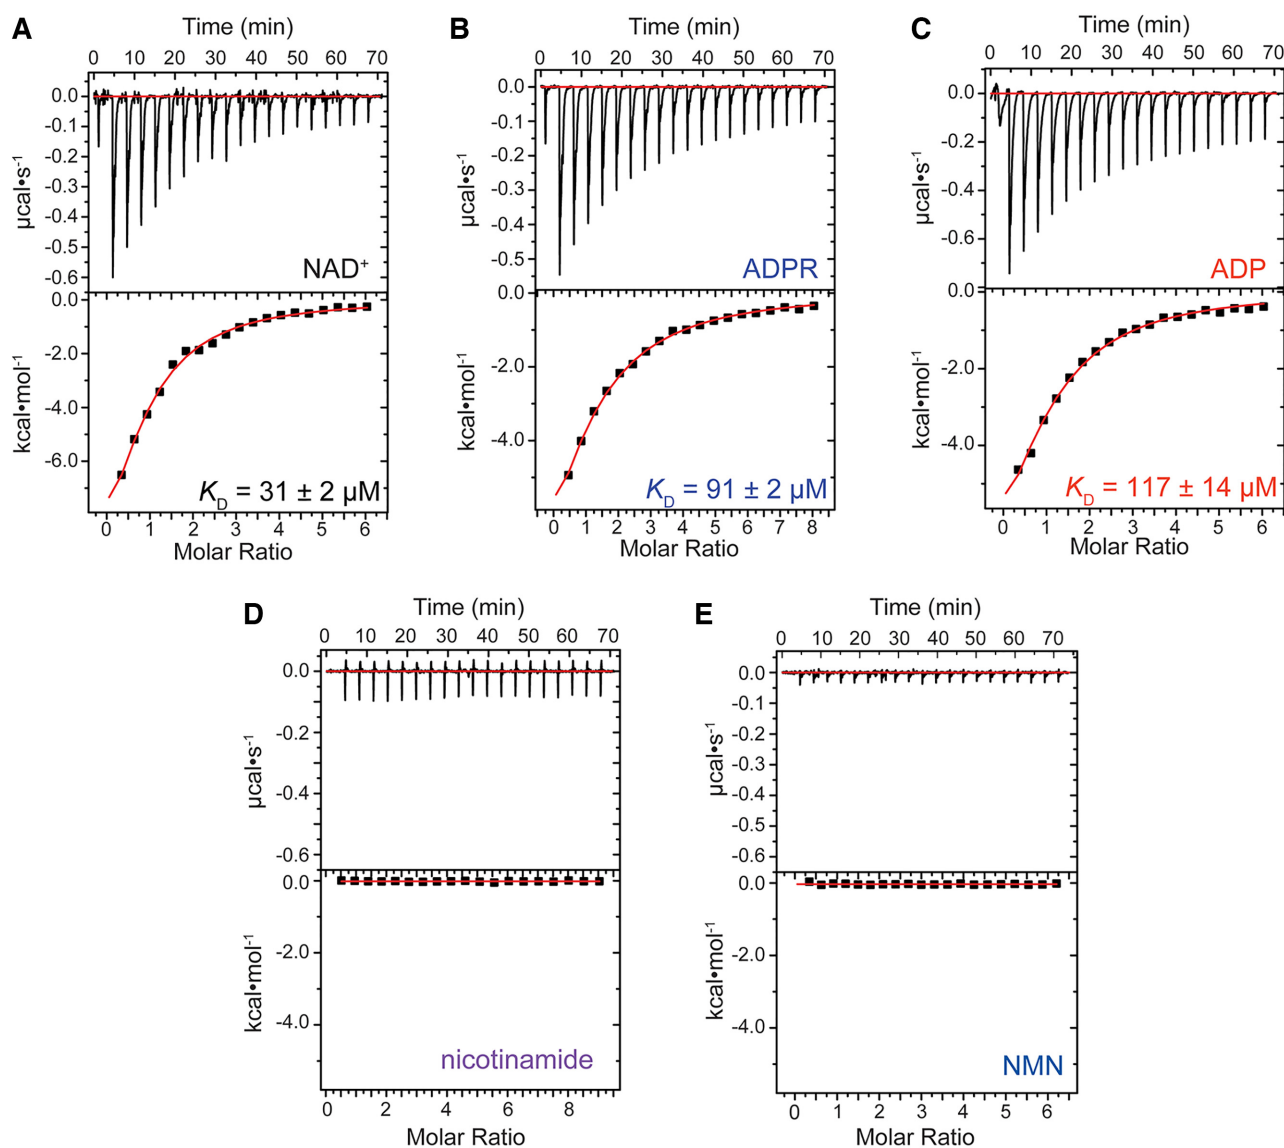 A
Time (min)
0 10 20 30 40 50 60 70
0.0
-0.1
-0.2
-0.3
-0.4
-0.5
-0.6
µcal•s⁻¹
NAD⁺
0.0
-2.0
-4.0
-6.0
kcal•mol⁻¹
K_D = 31 ± 2 µM
0 1 2 3 4 5 6
Molar Ratio
B
Time (min)
0 10 20 30 40 50 60 70
0.0
-0.1
-0.2
-0.3
-0.4
-0.5
µcal•s⁻¹
ADPR
0.0
-2.0
-4.0
kcal•mol⁻¹
K_D = 91 ± 2 µM
0 1 2 3 4 5 6 7 8
Molar Ratio
C
Time (min)
0 10 20 30 40 50 60 70
0.0
-0.2
-0.4
-0.6
µcal•s⁻¹
ADP
0.0
-2.0
-4.0
kcal•mol⁻¹
K_D = 117 ± 14 µM
0 1 2 3 4 5 6
Molar Ratio
D
Time (min)
0 10 20 30 40 50 60 70
0.0
-0.2
-0.4
-0.6
µcal•s⁻¹
0.0
-2.0
-4.0
kcal•mol⁻¹
nicotinamide
0 2 4 6 8
Molar Ratio
E
Time (min)
0 10 20 30 40 50 60 70
0.0
-0.1
-0.2
-0.3
-0.4
-0.5
-0.6
µcal•s⁻¹
0.0
-2.0
-4.0
kcal•mol⁻¹
NMN
0 1 2 3 4 5 6
Molar Ratio